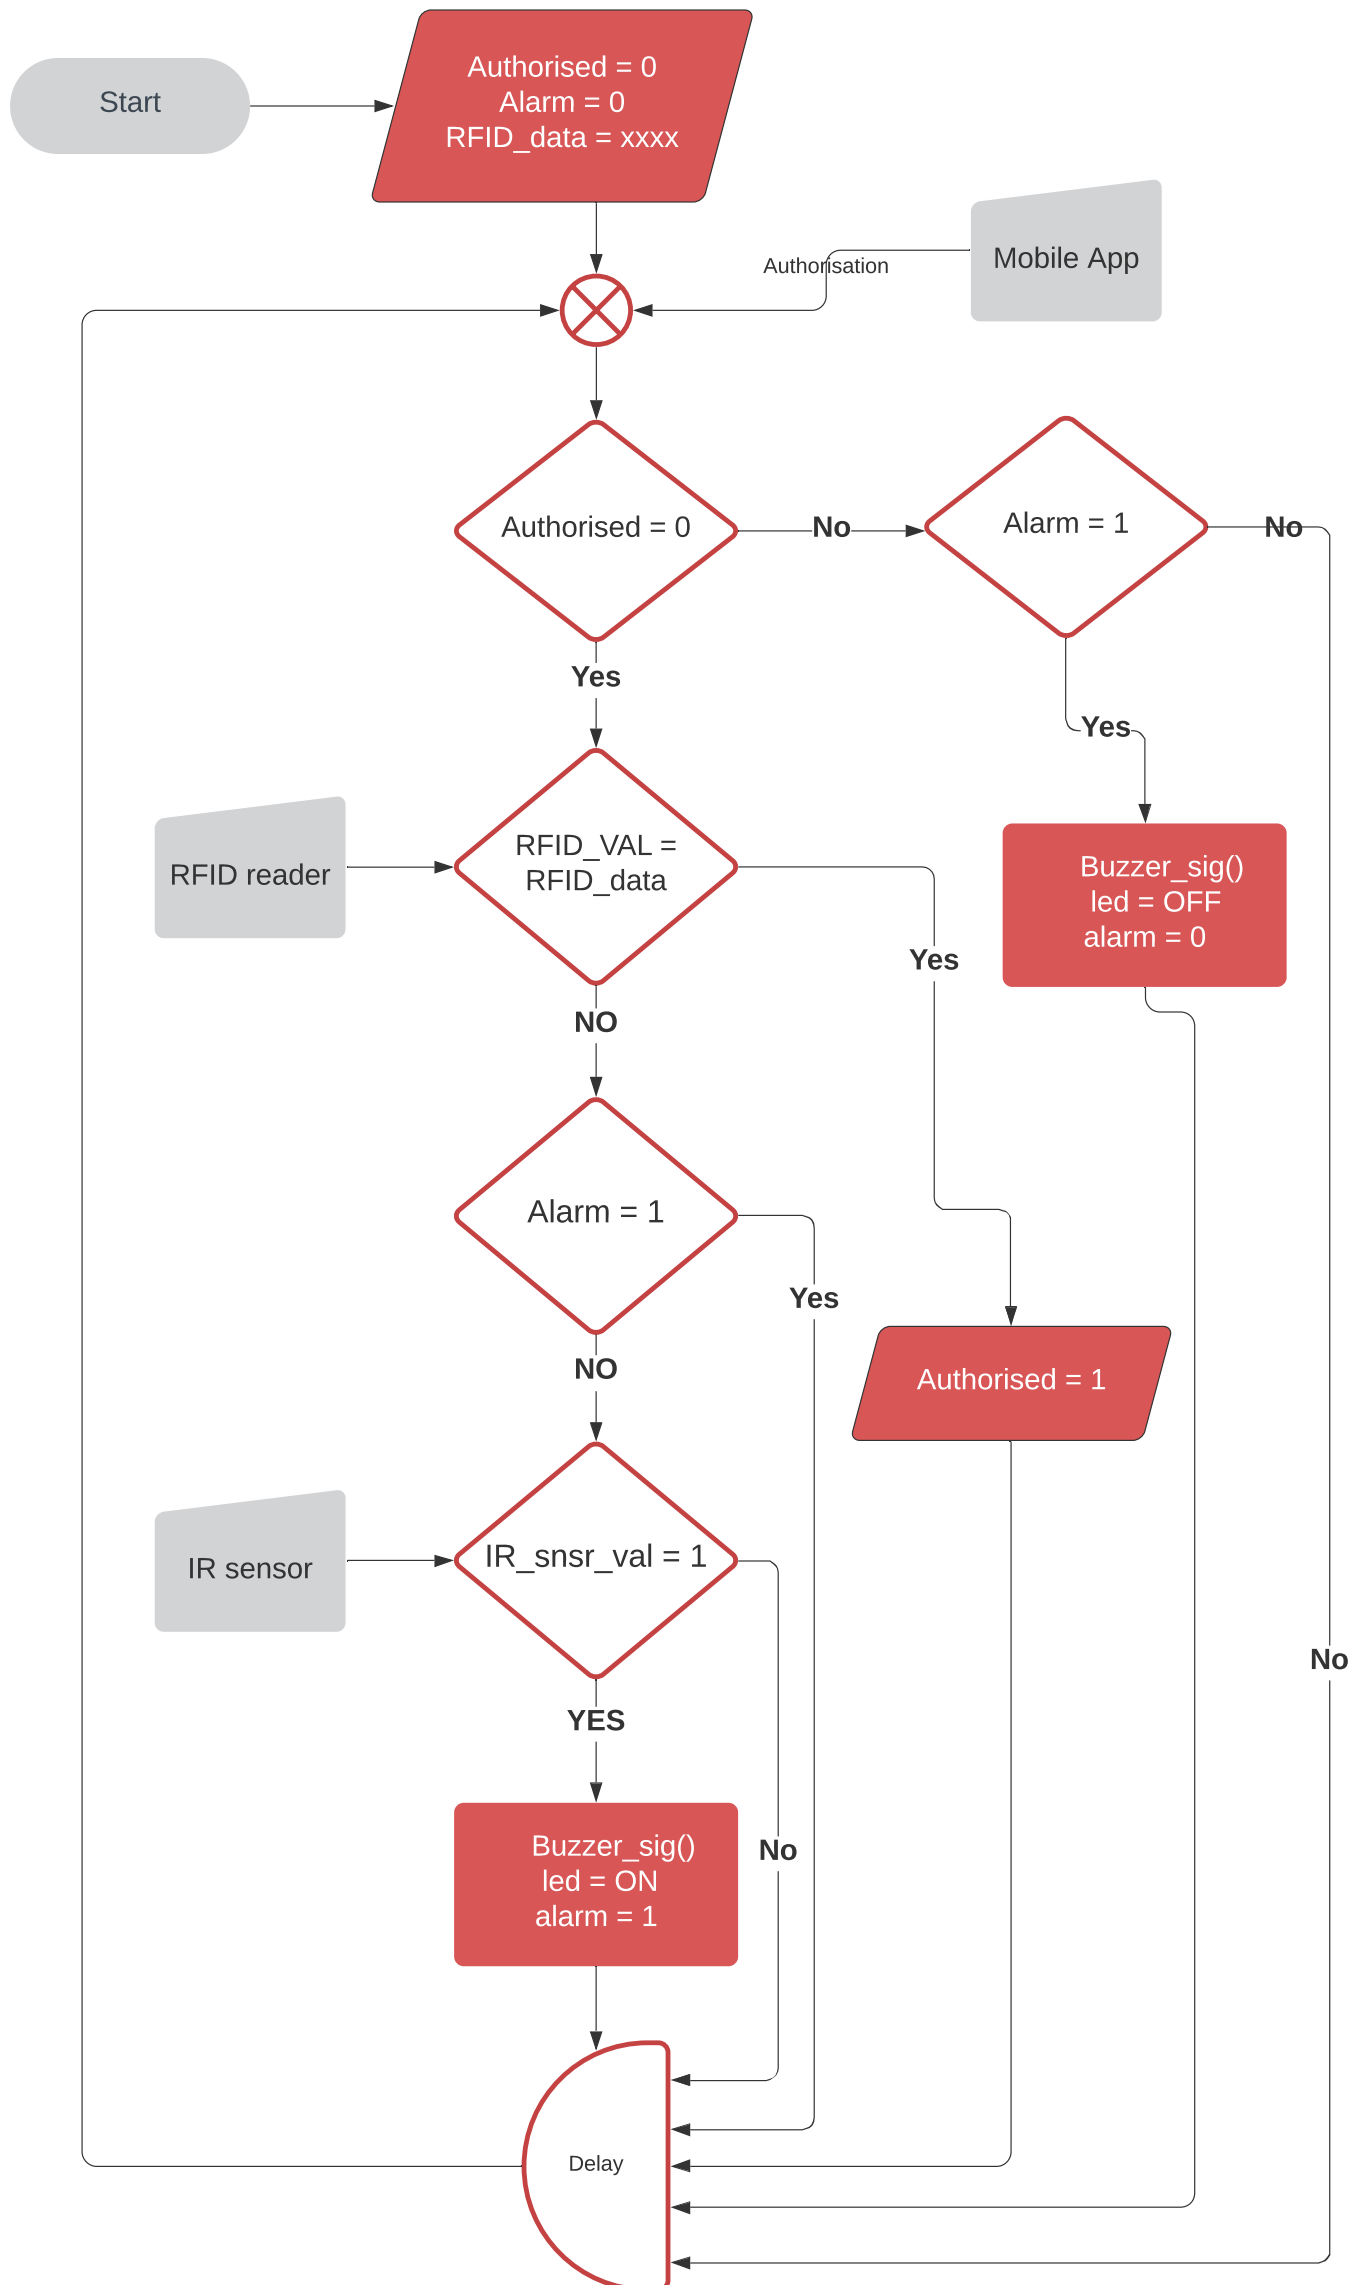 Start
Authorised = 0
Alarm = 0
RFID_data = xxxx
Mobile App
Authorisation
Authorised = 0
No
Alarm = 1
No
Yes
Yes
RFID reader
RFID_VAL =
RFID_data
Buzzer_sig()
led = OFF
alarm = 0
Yes
NO
Alarm = 1
Yes
NO
Authorised = 1
IR sensor
IR_snsr_val = 1
No
YES
Buzzer_sig()
led = ON
alarm = 1
No
Delay